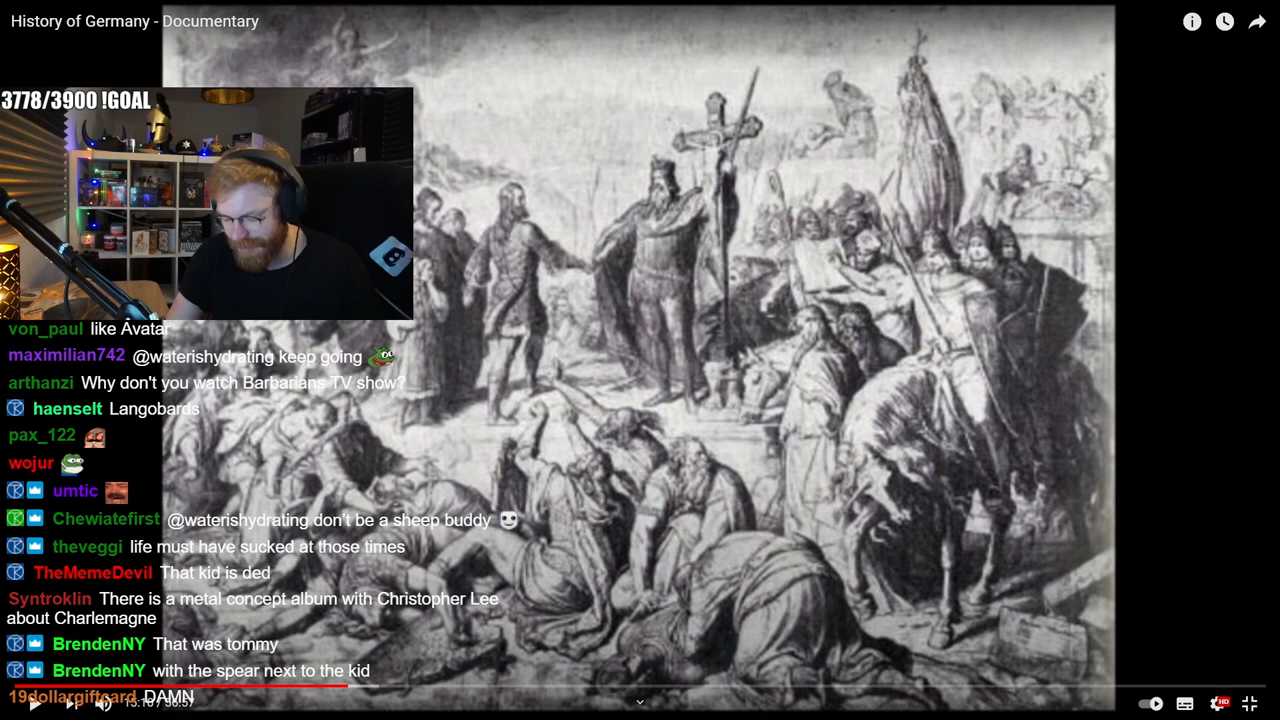 History of Germany - Documentary
3778/3900 !GOAL
von_paul like Avatar
maximilian742 @waterishydrating keep going
arthanzi Why don't you watch Barbarians TV show?
haenselt Langobards
pax_122
wojur
umtic
Chewiatefirst @waterishydrating don't be a sheep buddy
theveggi life must have sucked at those times
TheMemeDevil That kid is ded
Syntroklin There is a metal concept album with Christopher Lee
about Charlemagne
BrendenNY That was tommy
BrendenNY with the spear next to the kid
19dollargiftcard DAMN
HD